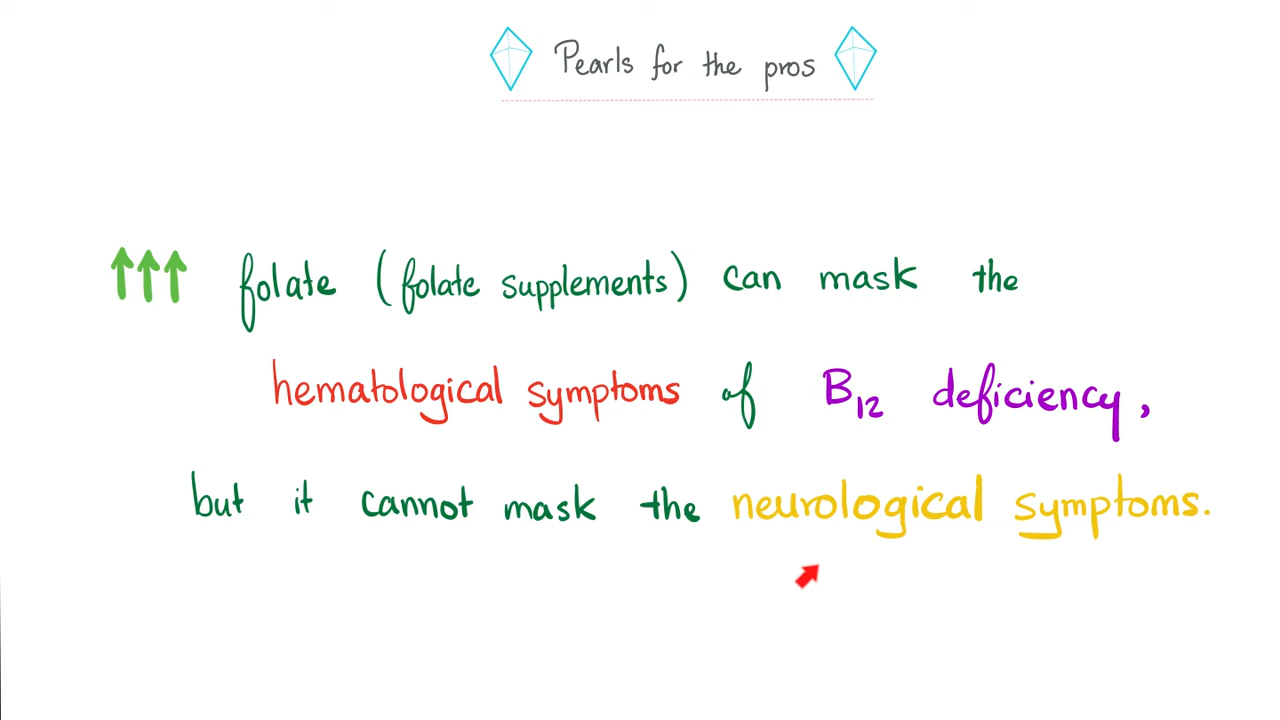 Pearls for the pros
↑↑↑ folate (folate supplements) can mask the
hematological symptoms of B₁₂ deficiency,
but it cannot mask the neurological symptoms.